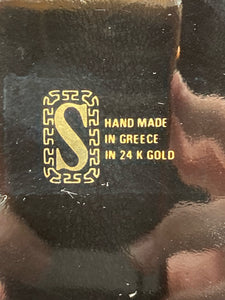 S
HAND MADE
IN GREECE
IN 24 K GOLD